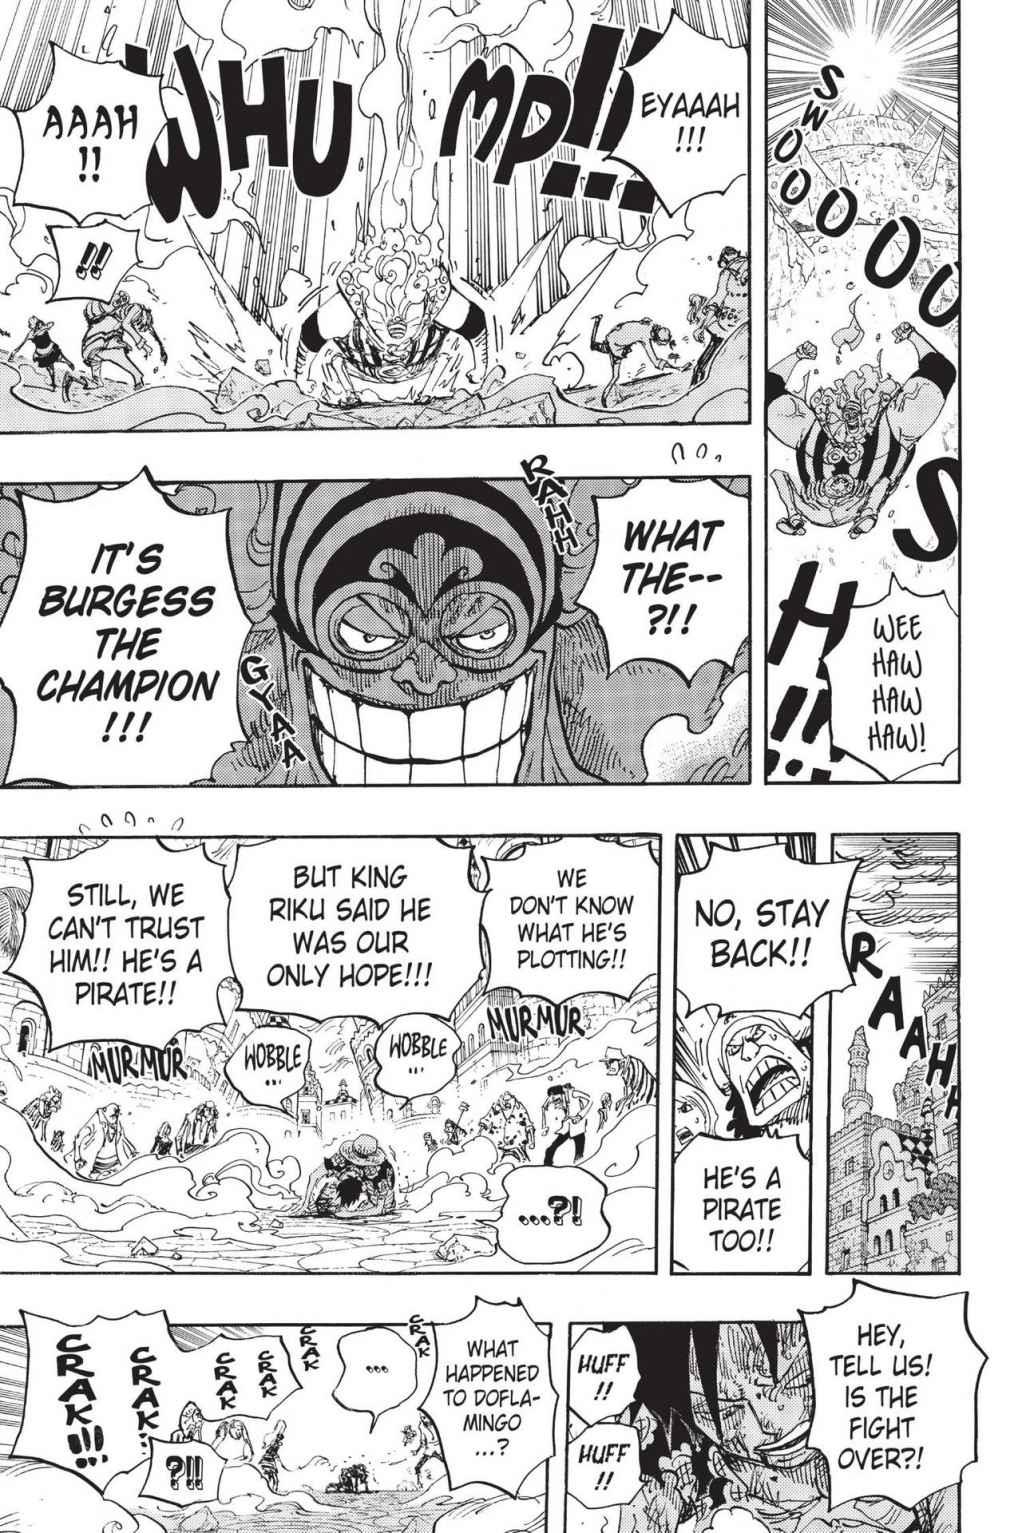 SWOOOOOSH!!!
WEE
HAW
HAW
HAW!
EYAAAH
!!!
WHUMP!!
AAAH
!!
!!
WHAT
THE--
?!!
RAHH
GYAA
IT'S
BURGESS
THE
CHAMPION
!!!
RAAHH
NO, STAY
BACK!!
HE'S A
PIRATE
TOO!!
WE
DON'T KNOW
WHAT HE'S
PLOTTING!!
MURMUR
BUT KING
RIKU SAID HE
WAS OUR
ONLY HOPE!!!
WOBBLE
...
WOBBLE
...
STILL, WE
CAN'T TRUST
HIM!! HE'S A
PIRATE!!
MURMUR
...?!
HEY,
TELL US!
IS THE
FIGHT
OVER?!
HUFF
!!
HUFF
!!
WHAT
HAPPENED
TO DOFLA-
MINGO
...?
CRAK
...
CRAK
CRAK
CRAK
CRAK...
CRAK!!!
?!!